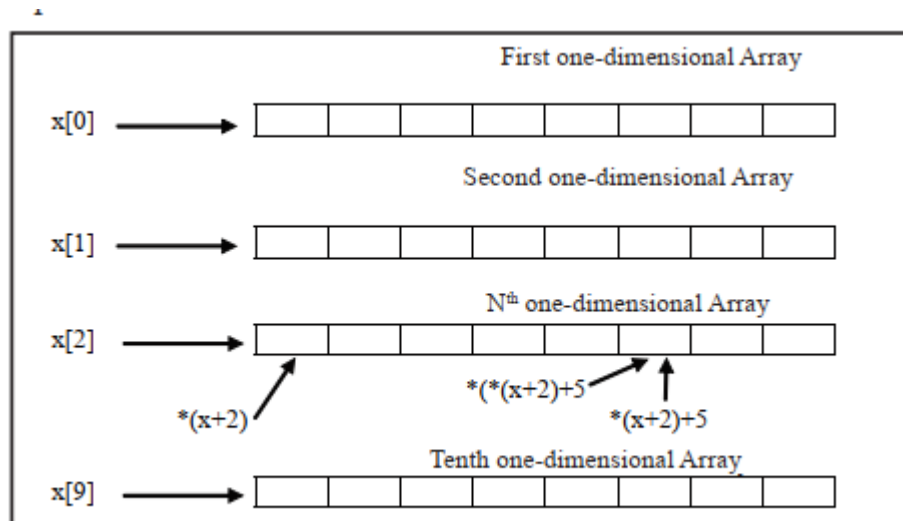 First one-dimensional Array
x[0]
Second one-dimensional Array
x[1]
Nth one-dimensional Array
x[2]
*(*(x+2)+5
*(x+2)
*(x+2)+5
Tenth one-dimensional Array
x[9]